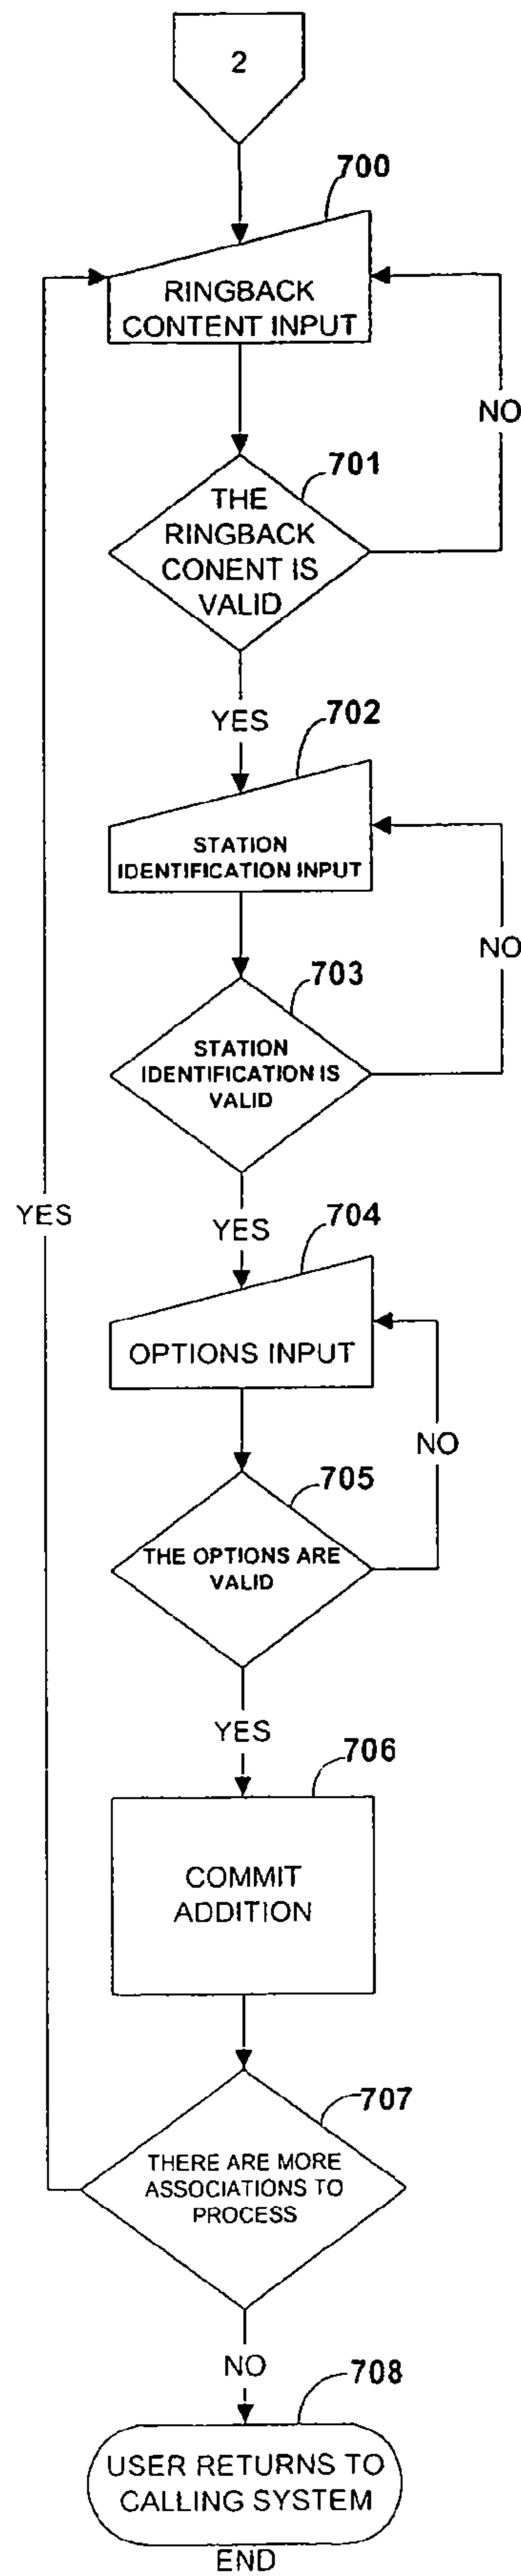 2
700
RINGBACK
CONTENT INPUT
NO
701
THE
RINGBACK
CONENT IS
VALID
YES
702
STATION
IDENTIFICATION INPUT
NO
703
STATION
IDENTIFICATION IS
VALID
YES
YES
704
OPTIONS INPUT
NO
705
THE OPTIONS ARE
VALID
YES
706
COMMIT
ADDITION
707
THERE ARE MORE
ASSOCIATIONS TO
PROCESS
NO
708
USER RETURNS TO
CALLING SYSTEM
END